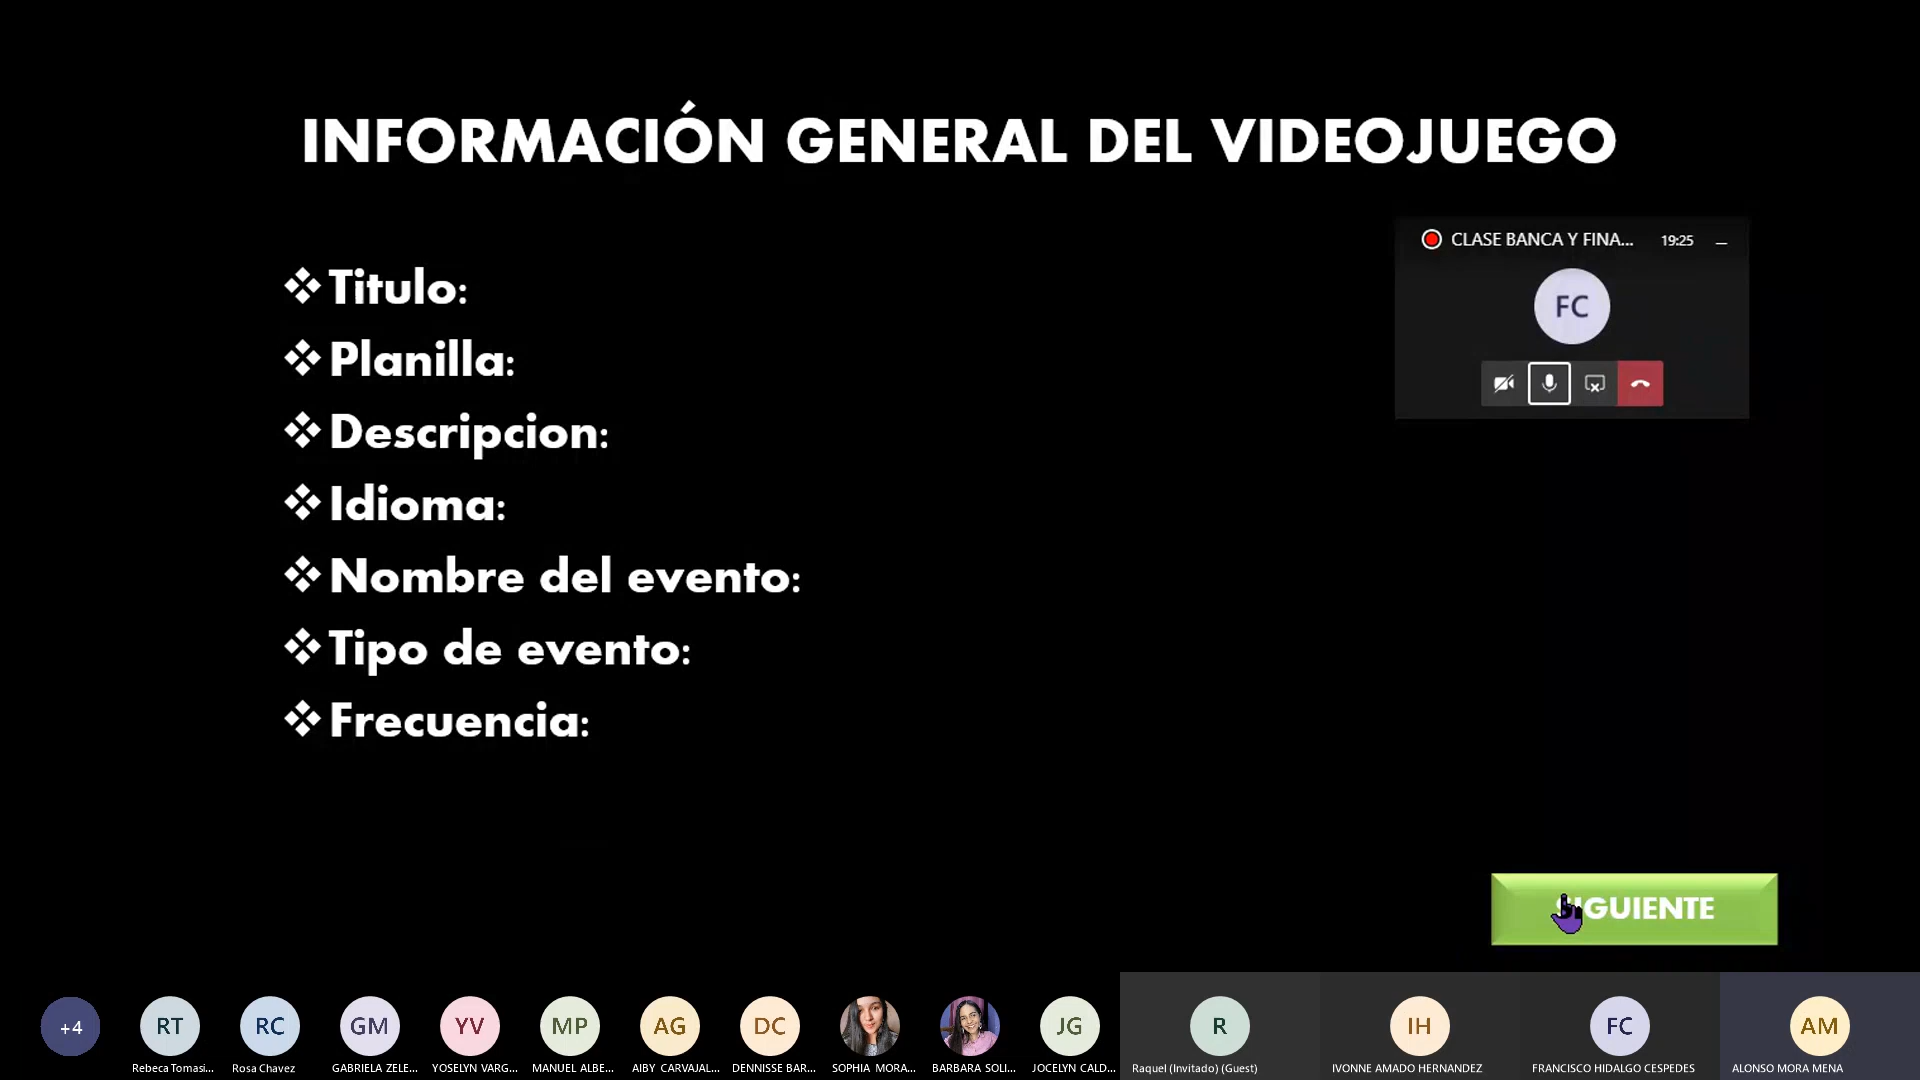 INFORMACIÓN GENERAL DEL VIDEOJUEGO
CLASE BANCA Y FINA... 19:25
FC
❖Titulo:
❖Planilla:
❖Descripcion:
❖Idioma:
❖Nombre del evento:
❖Tipo de evento:
❖Frecuencia:
SIGUIENTE
+4 RT RC GM YV MP AG DC JG R IH FC AM
Rebeca Tomasi... Rosa Chavez GABRIELA ZELE... YOSELYN VARG... MANUEL ALBE... AIBY CARVAJAL... DENNISSE BAR... SOPHIA MORA... BARBARA SOLI... JOCELYN CALD... Raquel (Invitado) (Guest) IVONNE AMADO HERNANDEZ FRANCISCO HIDALGO CESPEDES ALONSO MORA MENA